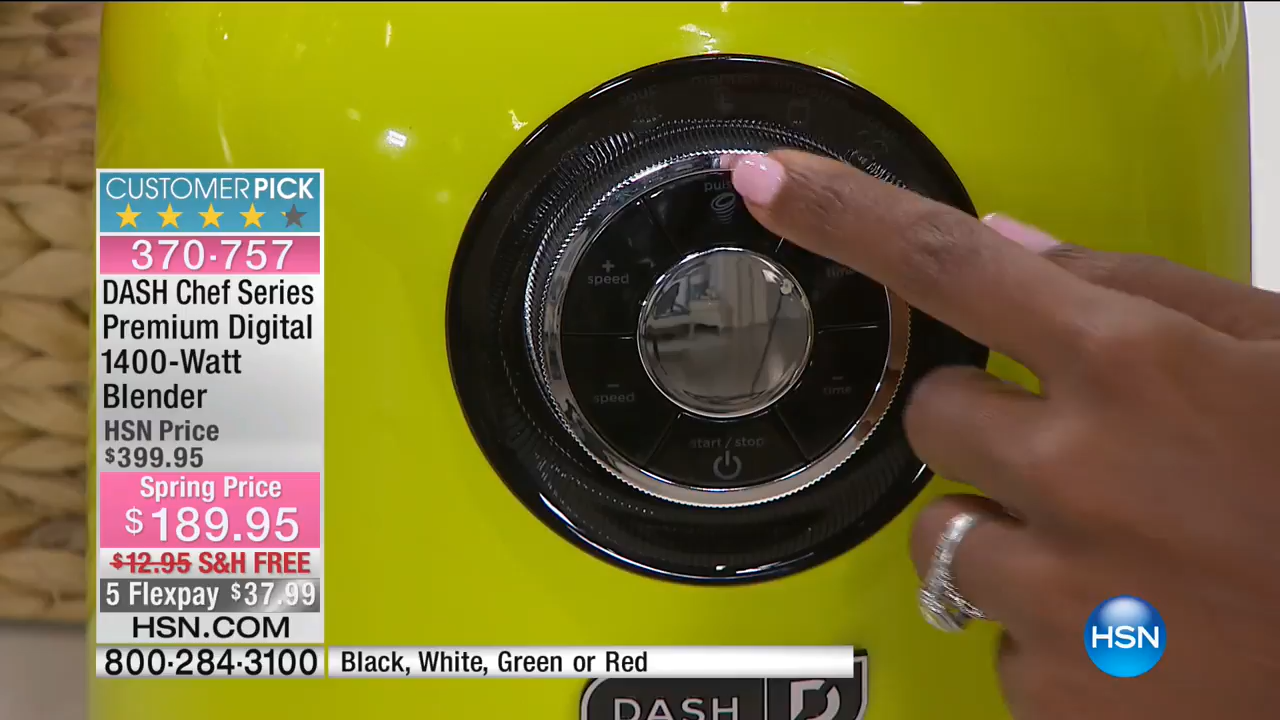 CUSTOMER PICK
370-757
DASH Chef Series
Premium Digital
1400-Watt
Blender
HSN Price
$399.95
Spring Price
$189.95
$12.95 S&H FREE
5 Flexpay $37.99
HSN.COM
800-284-3100
Black, White, Green or Red
+
speed
-
speed
time
-
time
start / stop
HSN
DASH D